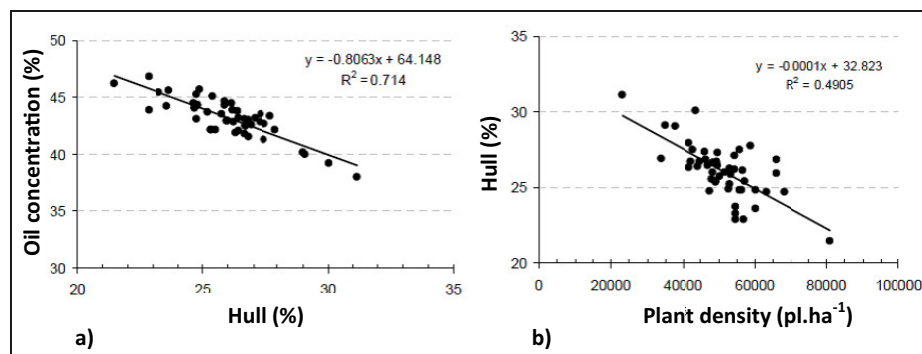 50
45
40
35
30
20
25
30
35
Oil concentration (%)
Hull (%)
y = -0.8063x + 64.148
R² = 0.714
a)
35
30
25
20
0
20000
40000
60000
80000
100000
Hull (%)
Plant density (pl.ha⁻¹)
y = -0.0001x + 32.823
R² = 0.4905
b)